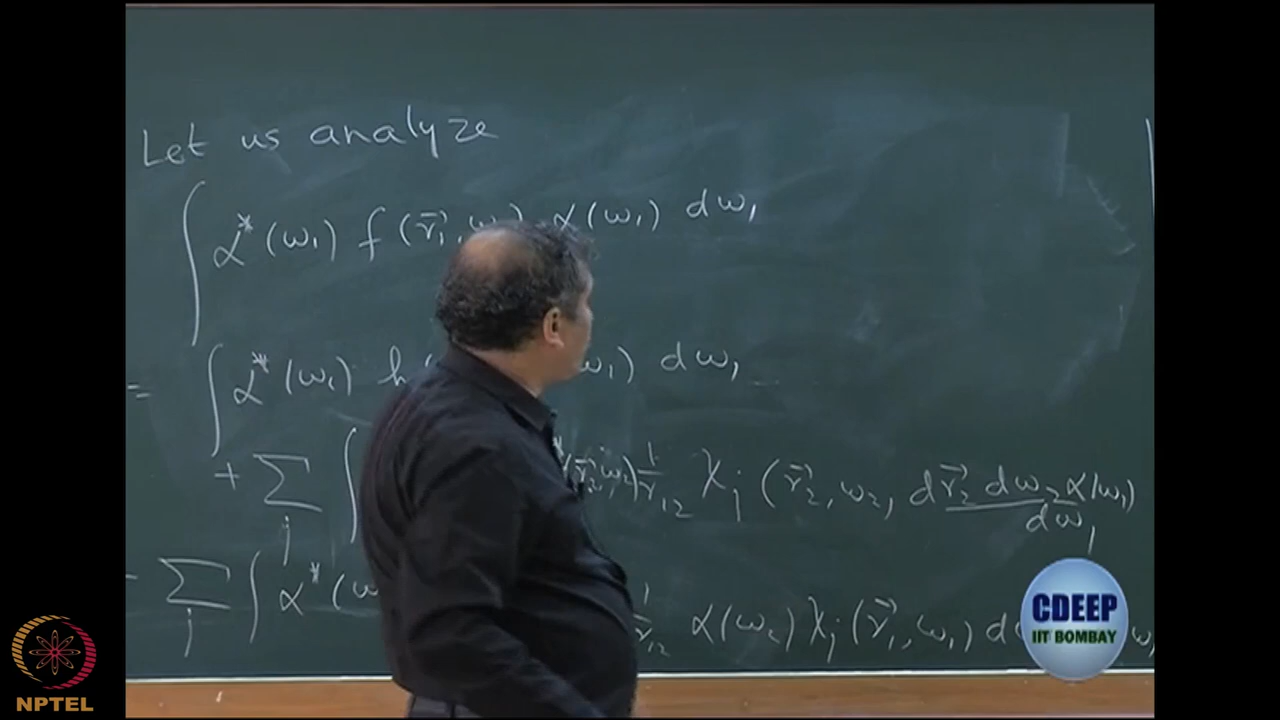 Let us analyze
∫ α*(ω₁) f(r⃗₁, ω₁) α(ω₁) dω₁
= ∫ α*(ω₁) h( ω₁) dω₁
+ ∑ⱼ ∫ *(r⃗₂, ω₂) 1/r₁₂ χⱼ (r⃗₂, ω₂, dr⃗₂ dω₂ α(ω₁) dω₁
- ∑ⱼ ∫ α*(ω 1/r₁₂ α(ω₂) χⱼ (r⃗₁, ω₁) d
CDEEP
IIT BOMBAY
NPTEL